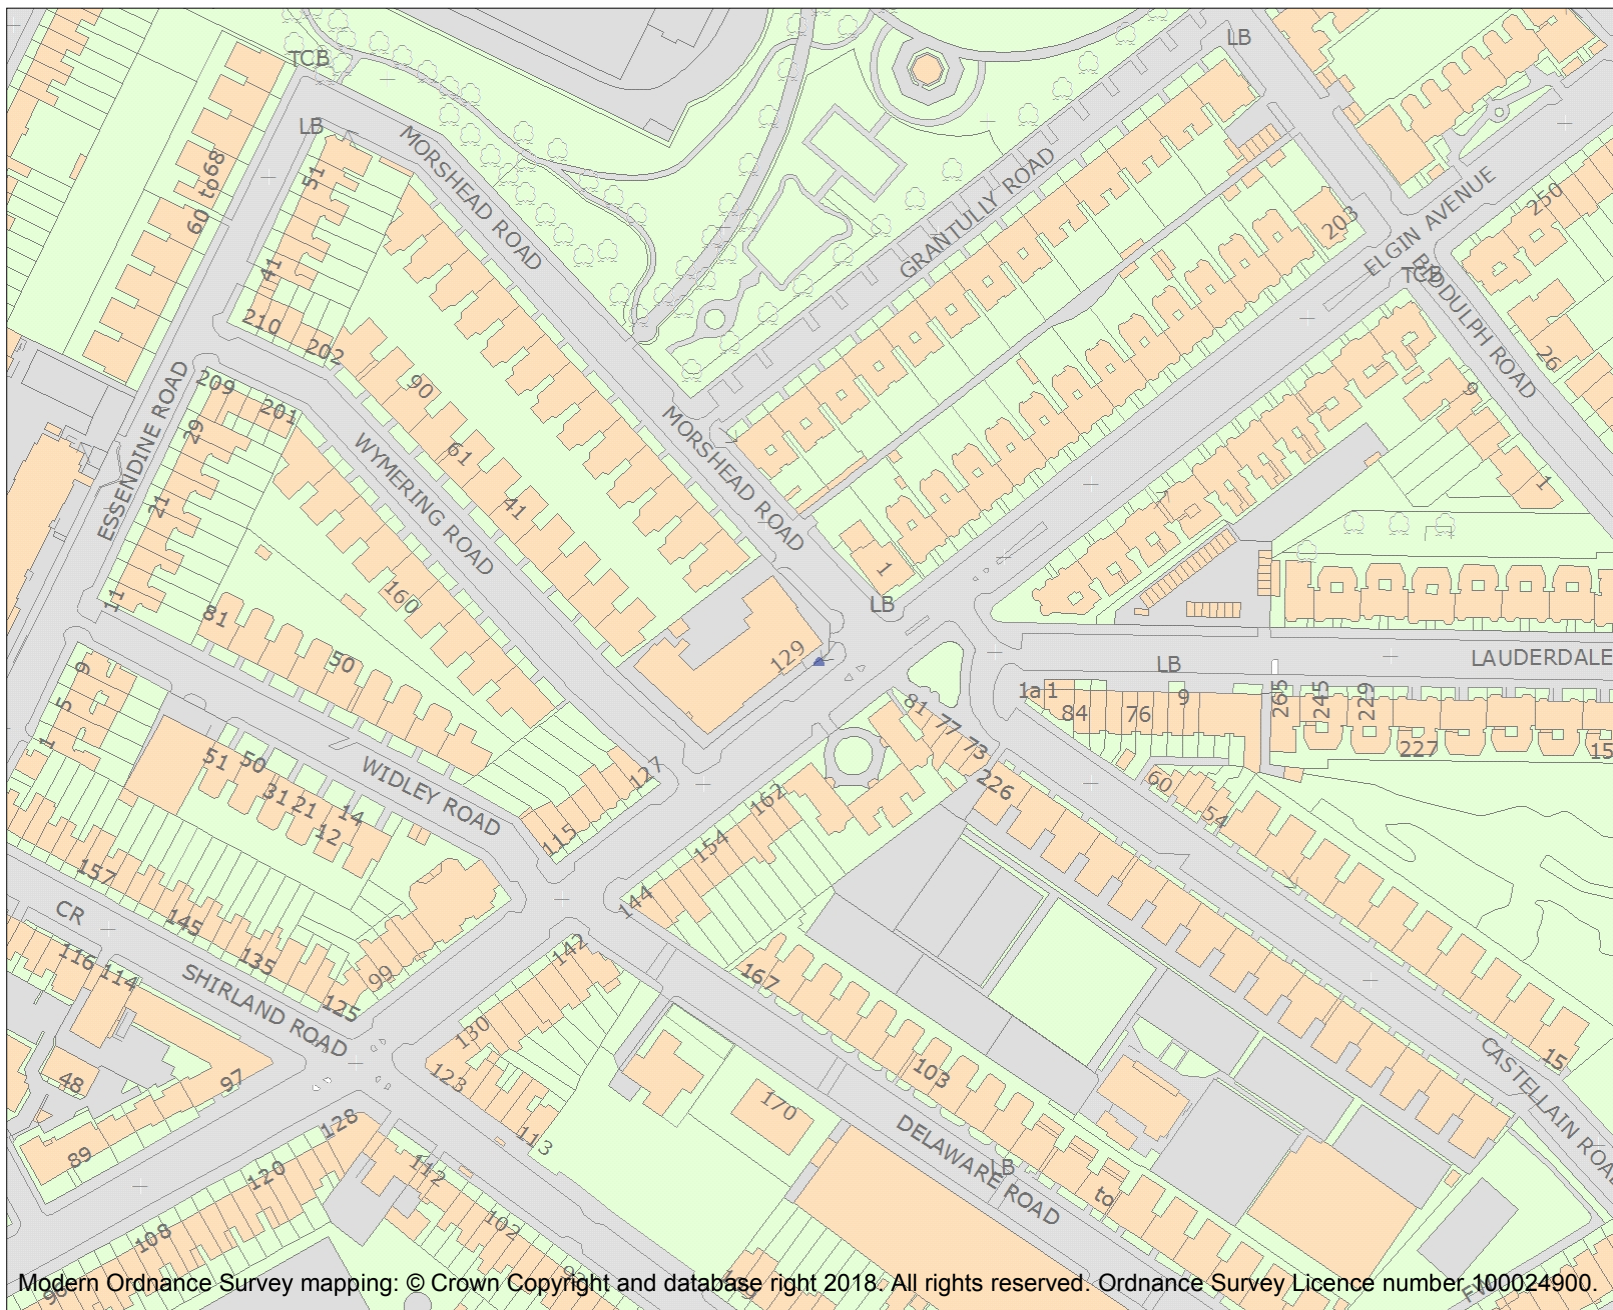 LB
TCB
LB
MORSHEAD ROAD
51
60 to 68
GRANTULLY ROAD
ELGIN AVENUE
250
203
TCB
BIDDULPH ROAD
41
210
202
26
9
209
201
90
ESSENDINE ROAD
29
WYMERING ROAD
61
MORSHEAD ROAD
41
21
1
1
11
160
LB
81
50
129
LB
LAUDERDALE
9
5
1
1a 1
84
76
9
265
245
229
227
15
81 77 73
226
51 50
31 21
14
12
WIDLEY ROAD
127
115
162
154
144
60
54
157
CR
145
135
125
99
142
167
116 114
SHIRLAND ROAD
130
123
113
48
97
89
128
120
112
108
102
170
103
DELAWARE ROAD
LB
to
CASTELLAIN ROAD
15
Modern Ordnance Survey mapping: © Crown Copyright and database right 2018. All rights reserved. Ordnance Survey Licence number 100024900.